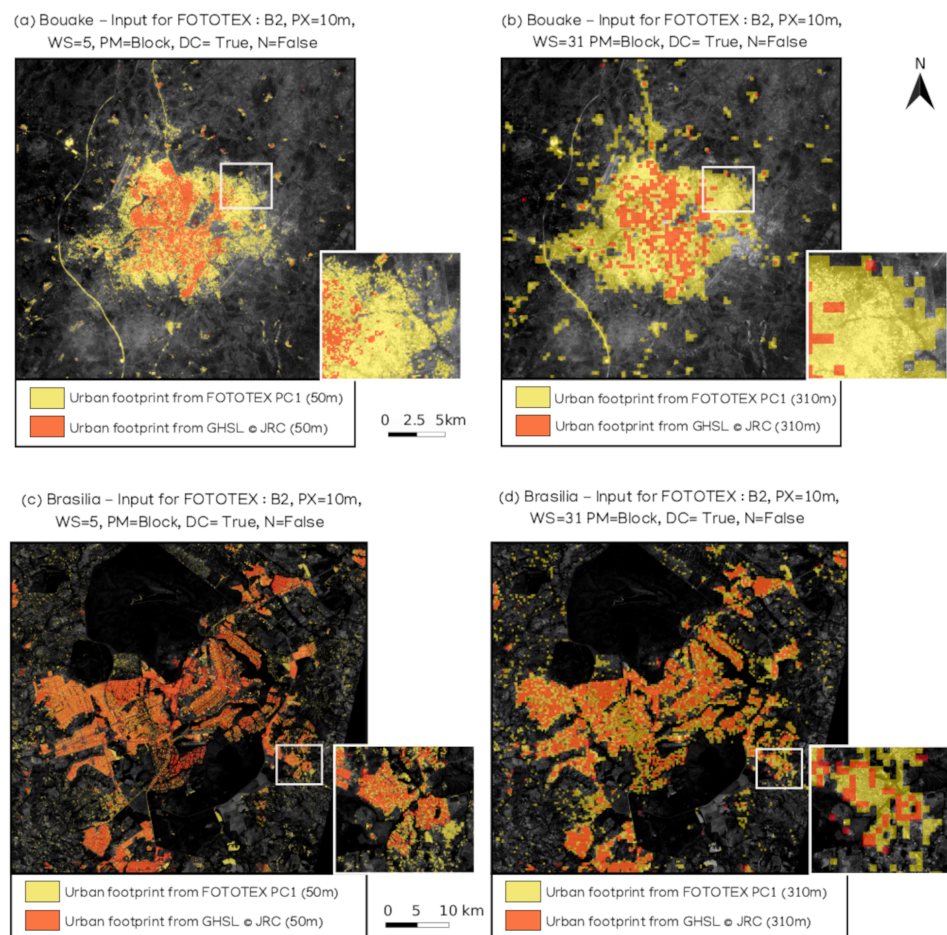 (a) Bouake – Input for FOTOTEX : B2, PX=10m,
WS=5, PM=Block, DC= True, N=False
(b) Bouake – Input for FOTOTEX : B2, PX=10m,
WS=31 PM=Block, DC= True, N=False
N
Urban footprint from FOTOTEX PC1 (50m)
Urban footprint from GHSL © JRC (50m)
0 2.5 5km
Urban footprint from FOTOTEX PC1 (310m)
Urban footprint from GHSL © JRC (310m)
(c) Brasilia – Input for FOTOTEX : B2, PX=10m,
WS=5, PM=Block, DC= True, N=False
(d) Brasilia – Input for FOTOTEX : B2, PX=10m,
WS=31 PM=Block, DC= True, N=False
Urban footprint from FOTOTEX PC1 (50m)
Urban footprint from GHSL © JRC (50m)
0 5 10 km
Urban footprint from FOTOTEX PC1 (310m)
Urban footprint from GHSL © JRC (310m)